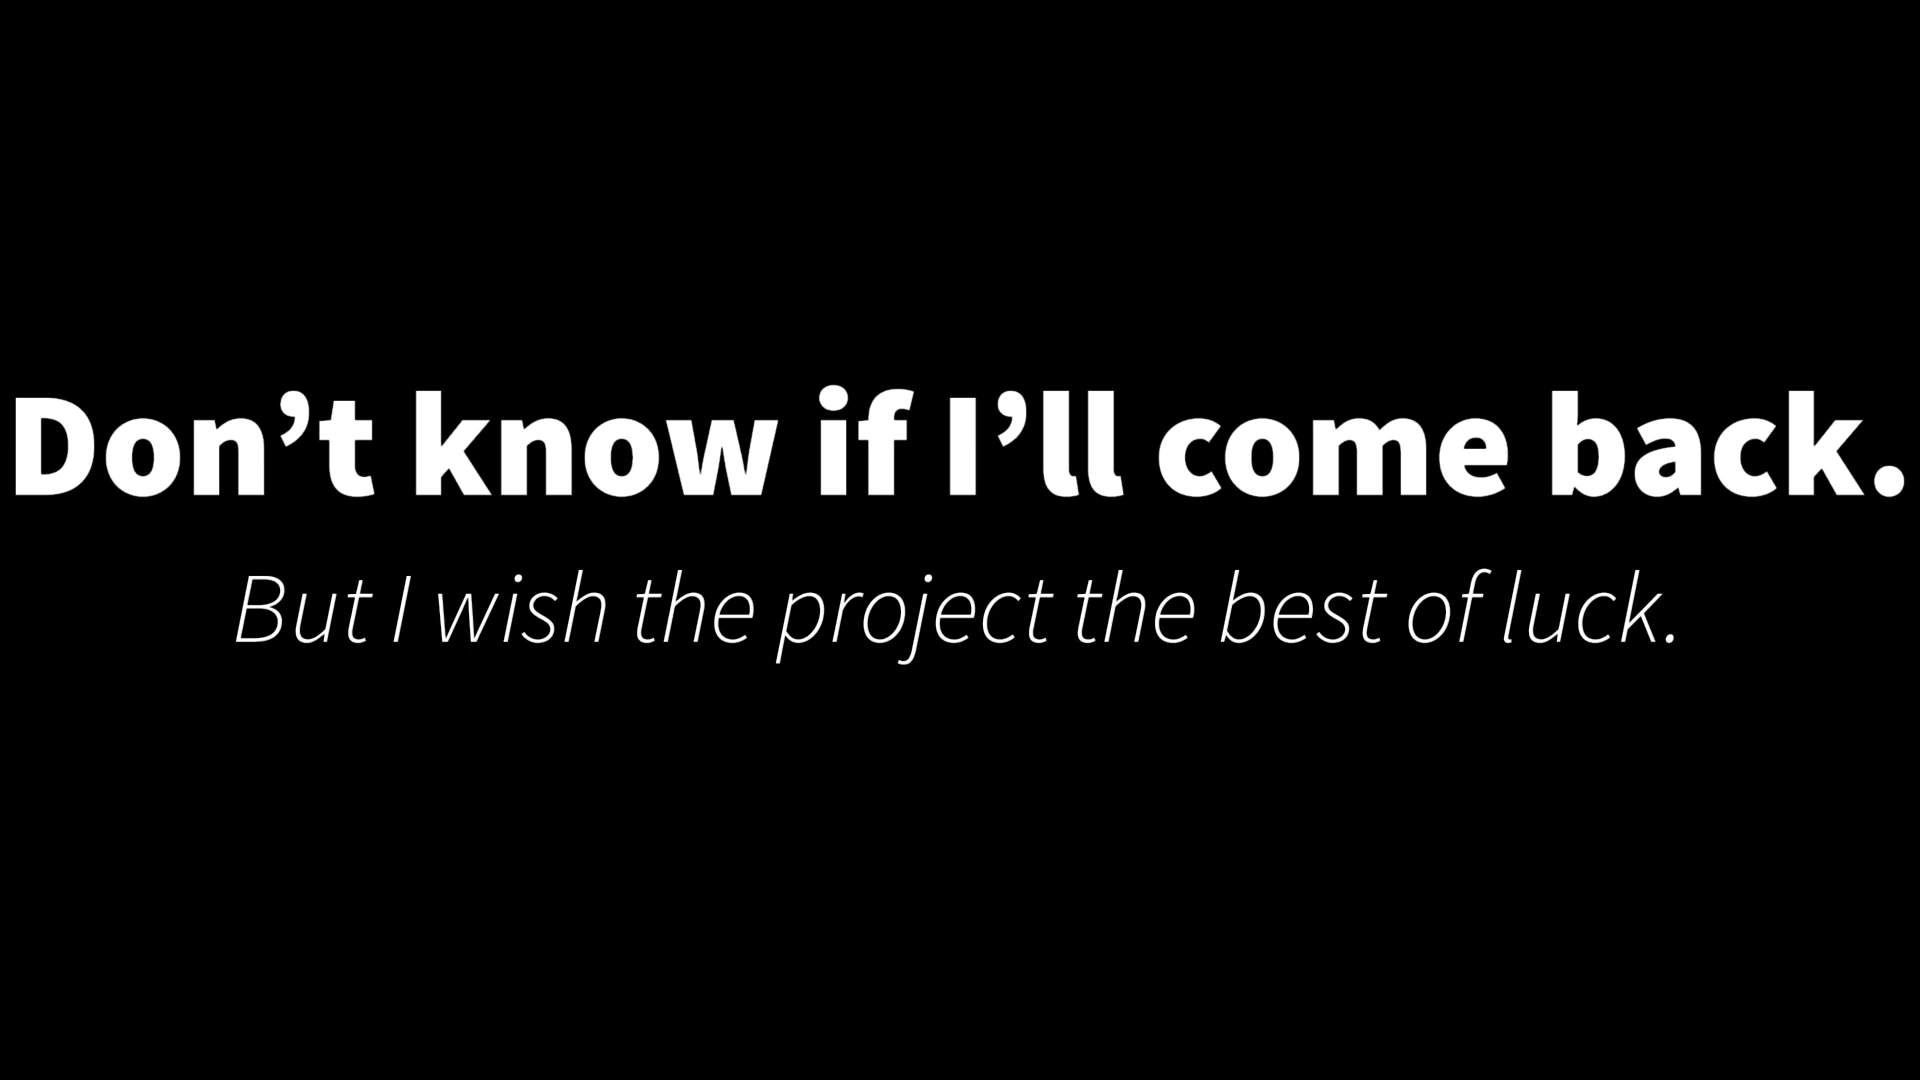 Don’t know if I’ll come back.
But I wish the project the best of luck.